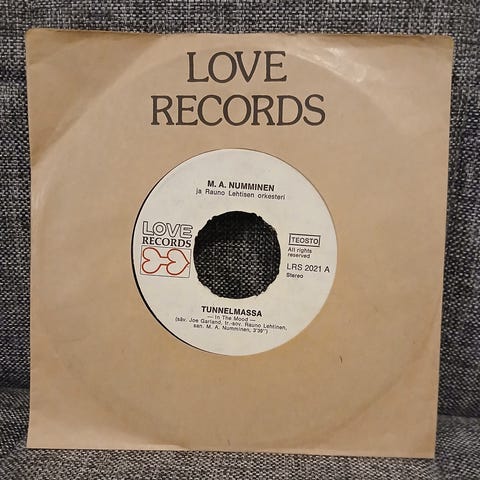 LOVE
RECORDS
M. A. NUMMINEN
ja Rauno Lehtisen orkesteri
LOVE
RECORDS
TEOSTO
All rights
reserved
LRS 2021 A
Stereo
TUNNELMASSA
— In The Mood —
(säv. Joe Garland, tr.-sov. Rauno Lehtinen,
san. M. A. Numminen, 3'39")